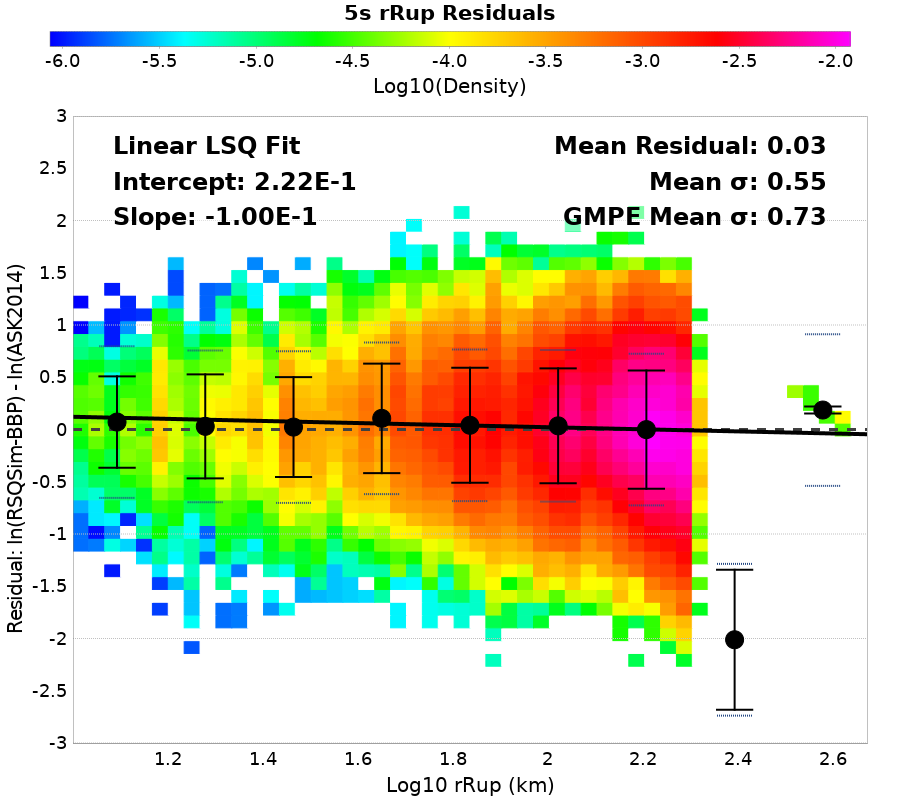 5s rRup Residuals
-6.0 -5.5 -5.0 -4.5 -4.0 -3.5 -3.0 -2.5 -2.0
Log10(Density)
Linear LSQ Fit
Intercept: 2.22E-1
Slope: -1.00E-1
Mean Residual: 0.03
Mean σ: 0.55
GMPE Mean σ: 0.73
Residual: ln(RSQSim-BBP) - ln(ASK2014)
3
2.5
2
1.5
1
0.5
0
-0.5
-1
-1.5
-2
-2.5
-3
1.2 1.4 1.6 1.8 2 2.2 2.4 2.6
Log10 rRup (km)